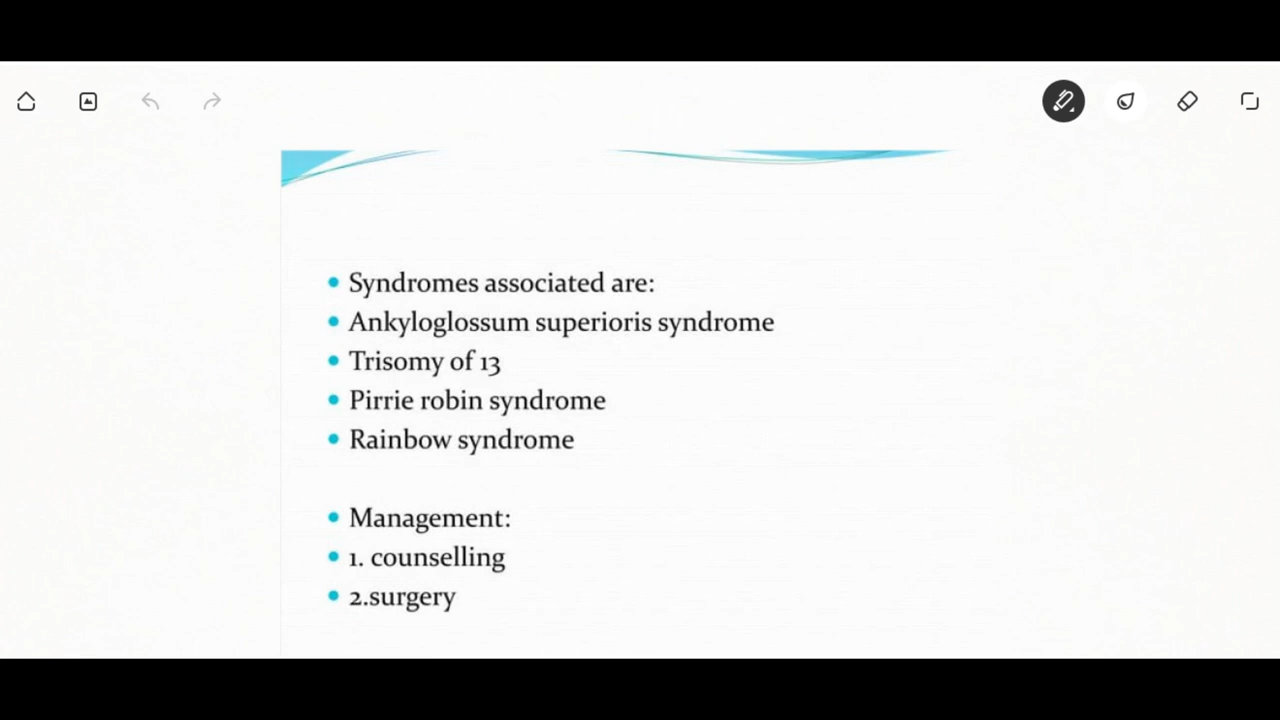 Syndromes associated are:
Ankyloglossum superioris syndrome
Trisomy of 13
Pirrie robin syndrome
Rainbow syndrome
Management:
1. counselling
2.surgery